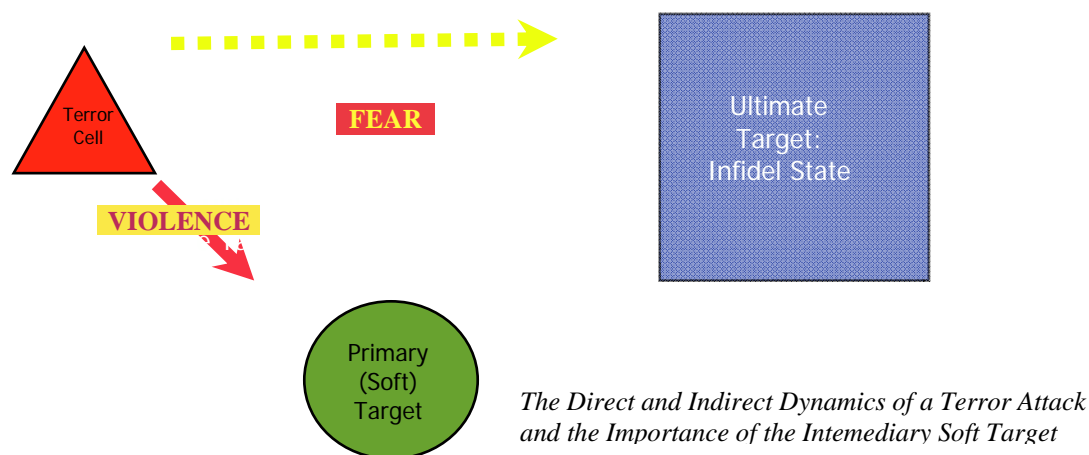 Terror
Cell
FEAR
Ultimate
Target:
Infidel State
VIOLENCE
Primary
(Soft)
Target
The Direct and Indirect Dynamics of a Terror Attack
and the Importance of the Intemediary Soft Target